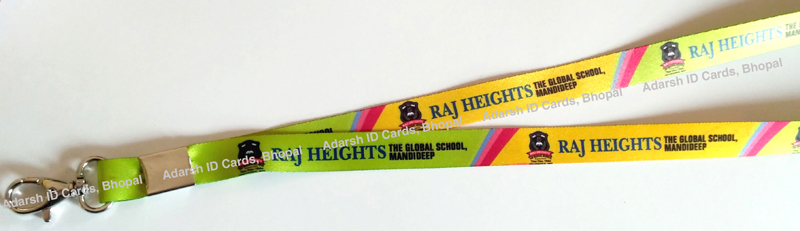 RAJ HEIGHTS THE GLOBAL SCHOOL,
MANDIDEEP
RAJ HEIGHTS THE
RAJ HEIGHTS THE GLOBAL SCHOOL,
MANDIDEEP
RAJ HEIGHTS THE GLOBAL SCHOOL,
MANDIDEEP
SCHOOL
Adarsh ID Cards, Bhopal
Adarsh ID Cards, Bhopal
Adarsh ID Cards, Bhopal
Adarsh ID Cards, Bhopal
Adarsh ID Cards, Bhopal